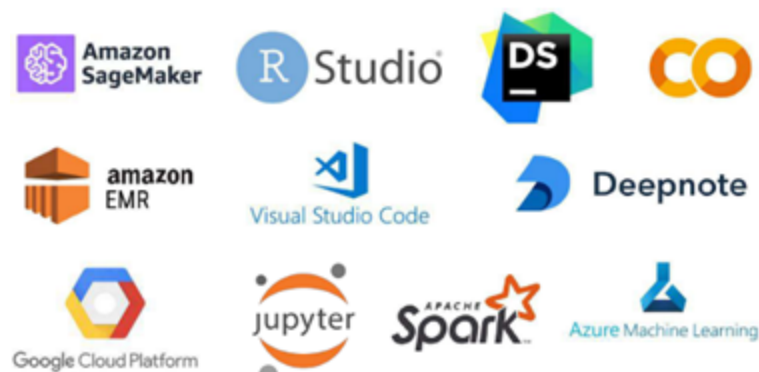 Amazon
SageMaker
R Studio®
DS
CO
amazon
EMR
Visual Studio Code
Deepnote
Google Cloud Platform
jupyter
APACHE
Spark™
Azure Machine Learning